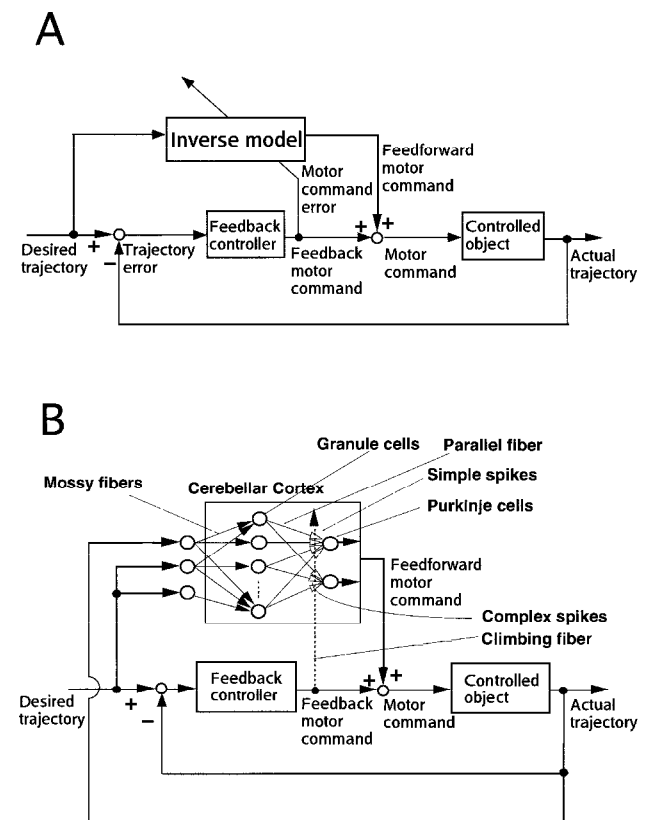 A
Inverse model
Feedforward
motor
command
Motor
command
error
Feedback
controller
Controlled
object
Desired
trajectory
+
−
Trajectory
error
Feedback
motor
command
+
+
Motor
command
Actual
trajectory
B
Granule cells
Parallel fiber
Simple spikes
Mossy fibers
Cerebellar Cortex
Purkinje cells
Feedforward
motor
command
Complex spikes
Climbing fiber
Feedback
controller
Controlled
object
Desired
trajectory
+
−
Feedback
motor
command
+
+
Motor
command
Actual
trajectory